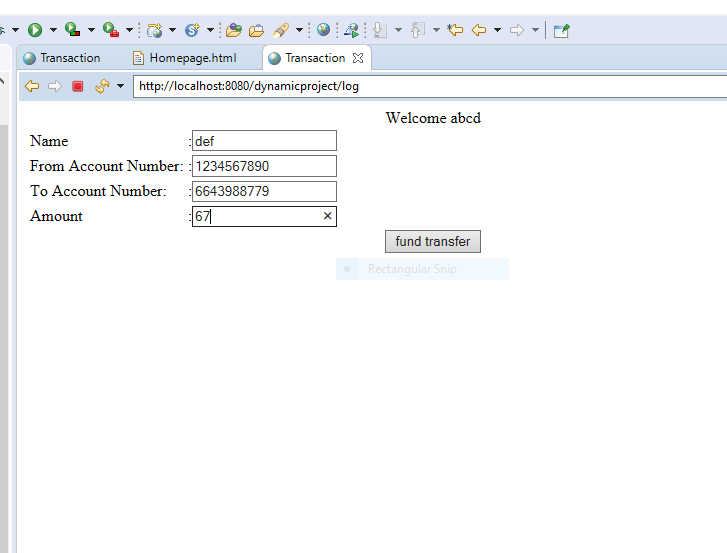 Transaction Homepage.html Transaction
http://localhost:8080/dynamicproject/log
Welcome abcd
Name :def
From Account Number: :1234567890
To Account Number: :6643988779
Amount :67
fund transfer
Rectangular Snip